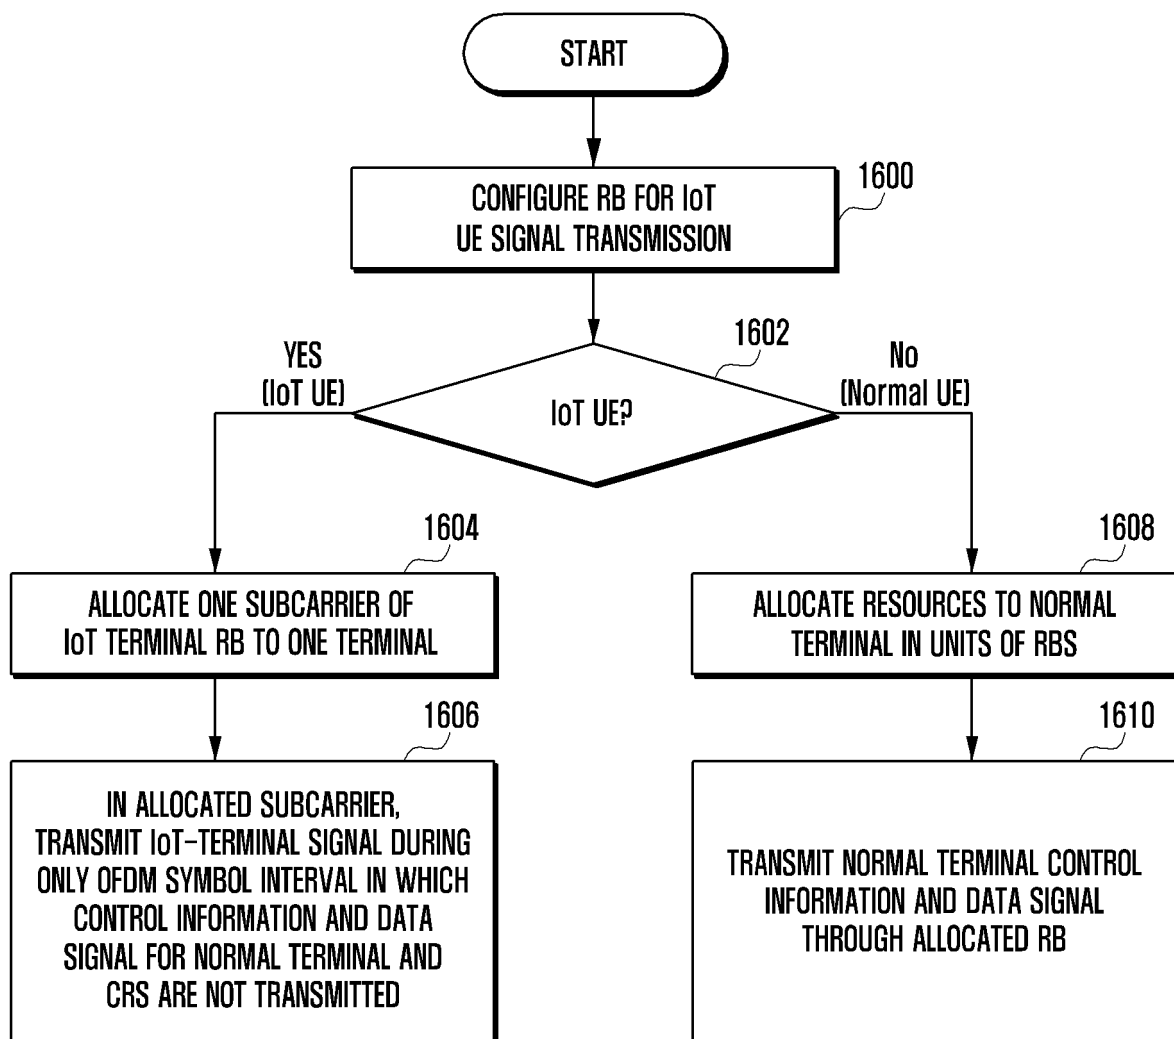 START
1600
CONFIGURE RB FOR IoT
UE SIGNAL TRANSMISSION
1602
YES
(IoT UE)
No
(Normal UE)
IoT UE?
1604
ALLOCATE ONE SUBCARRIER OF
IoT TERMINAL RB TO ONE TERMINAL
1608
ALLOCATE RESOURCES TO NORMAL
TERMINAL IN UNITS OF RBS
1606
IN ALLOCATED SUBCARRIER,
TRANSMIT IoT-TERMINAL SIGNAL DURING
ONLY OFDM SYMBOL INTERVAL IN WHICH
CONTROL INFORMATION AND DATA
SIGNAL FOR NORMAL TERMINAL AND
CRS ARE NOT TRANSMITTED
1610
TRANSMIT NORMAL TERMINAL CONTROL
INFORMATION AND DATA SIGNAL
THROUGH ALLOCATED RB